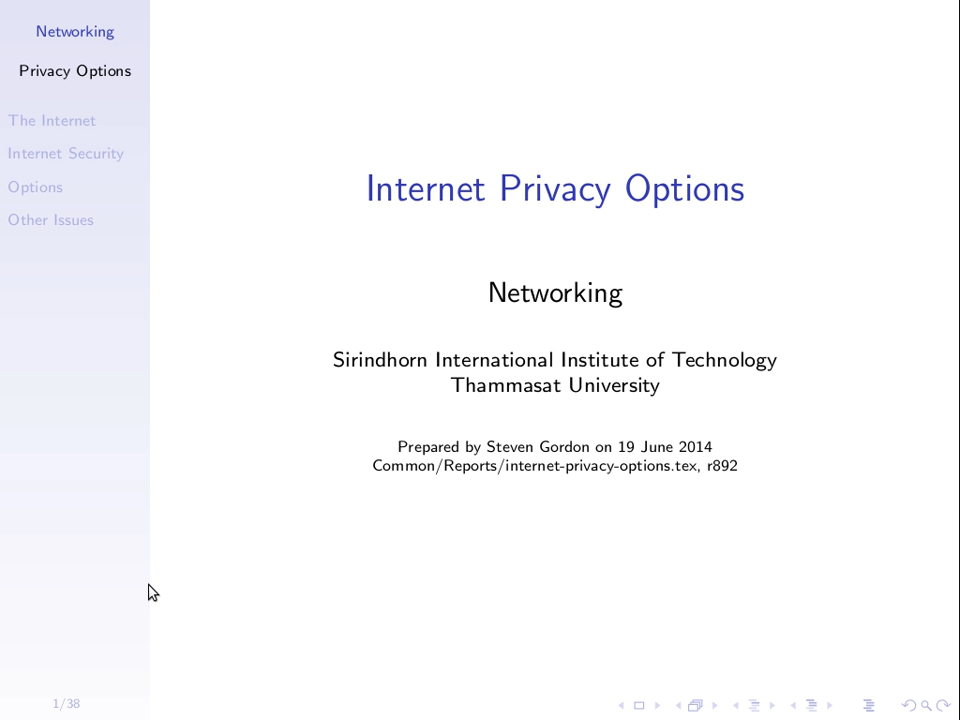 Networking
Privacy Options
The Internet
Internet Security
Options
Other Issues
1/38
Internet Privacy Options
Networking
Sirindhorn International Institute of Technology
Thammasat University
Prepared by Steven Gordon on 19 June 2014
Common/Reports/internet-privacy-options.tex, r892